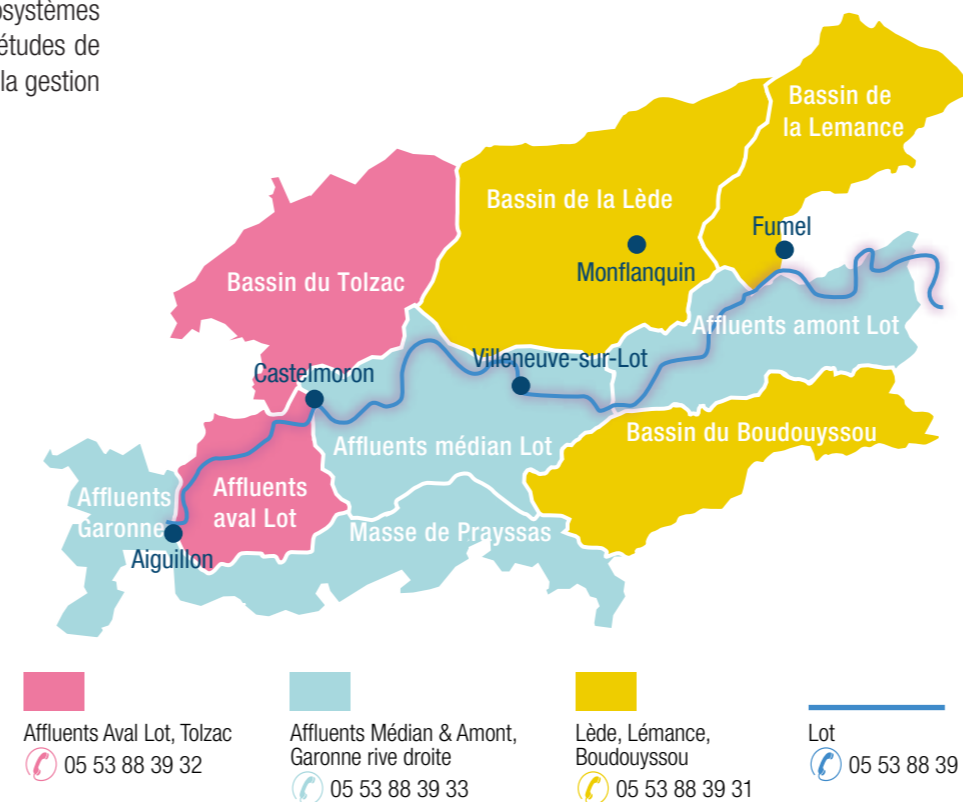 osystèmes
études de
la gestion
Bassin de
la Lemance
Bassin de la Lède
Fumel
Monflanquin
Bassin du Tolzac
Affluents amont Lot
Villeneuve-sur-Lot
Castelmoron
Bassin du Boudouyssou
Affluents médian Lot
Affluents
aval Lot
Affluents
Garonne
Masse de Prayssas
Aiguillon
Affluents Aval Lot, Tolzac
05 53 88 39 32
Affluents Médian & Amont,
Garonne rive droite
05 53 88 39 33
Lède, Lémance,
Boudouyssou
05 53 88 39 31
Lot
05 53 88 39